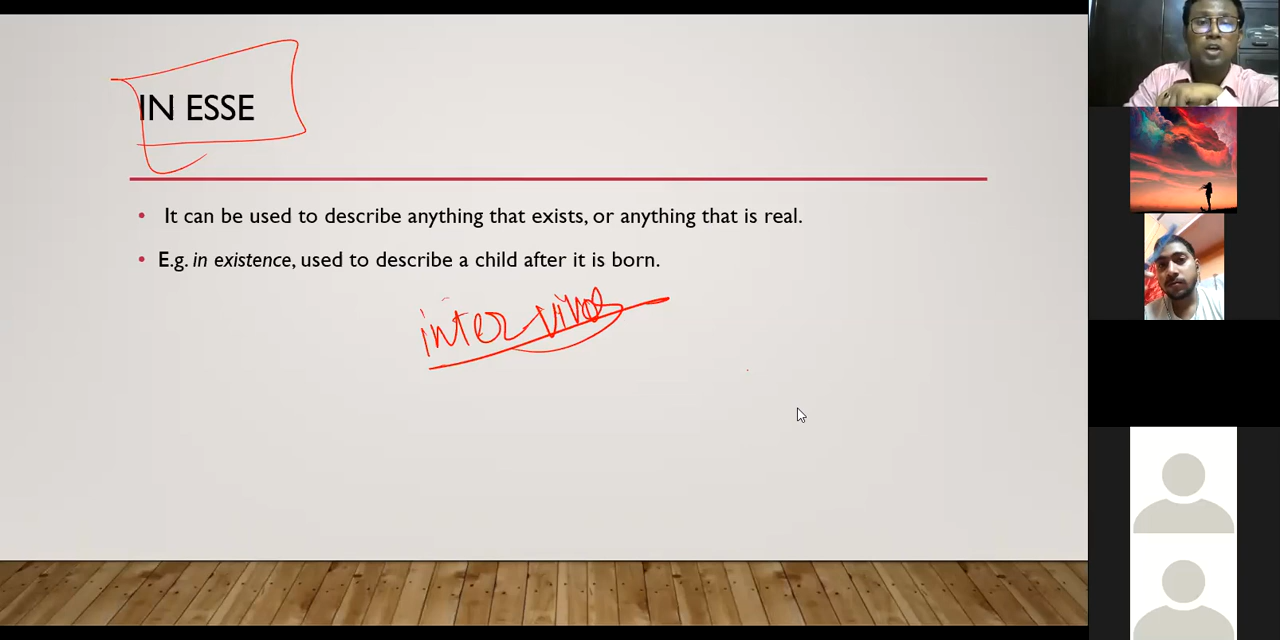 IN ESSE
• It can be used to describe anything that exists, or anything that is real.
• E.g. in existence, used to describe a child after it is born.
inter vivos